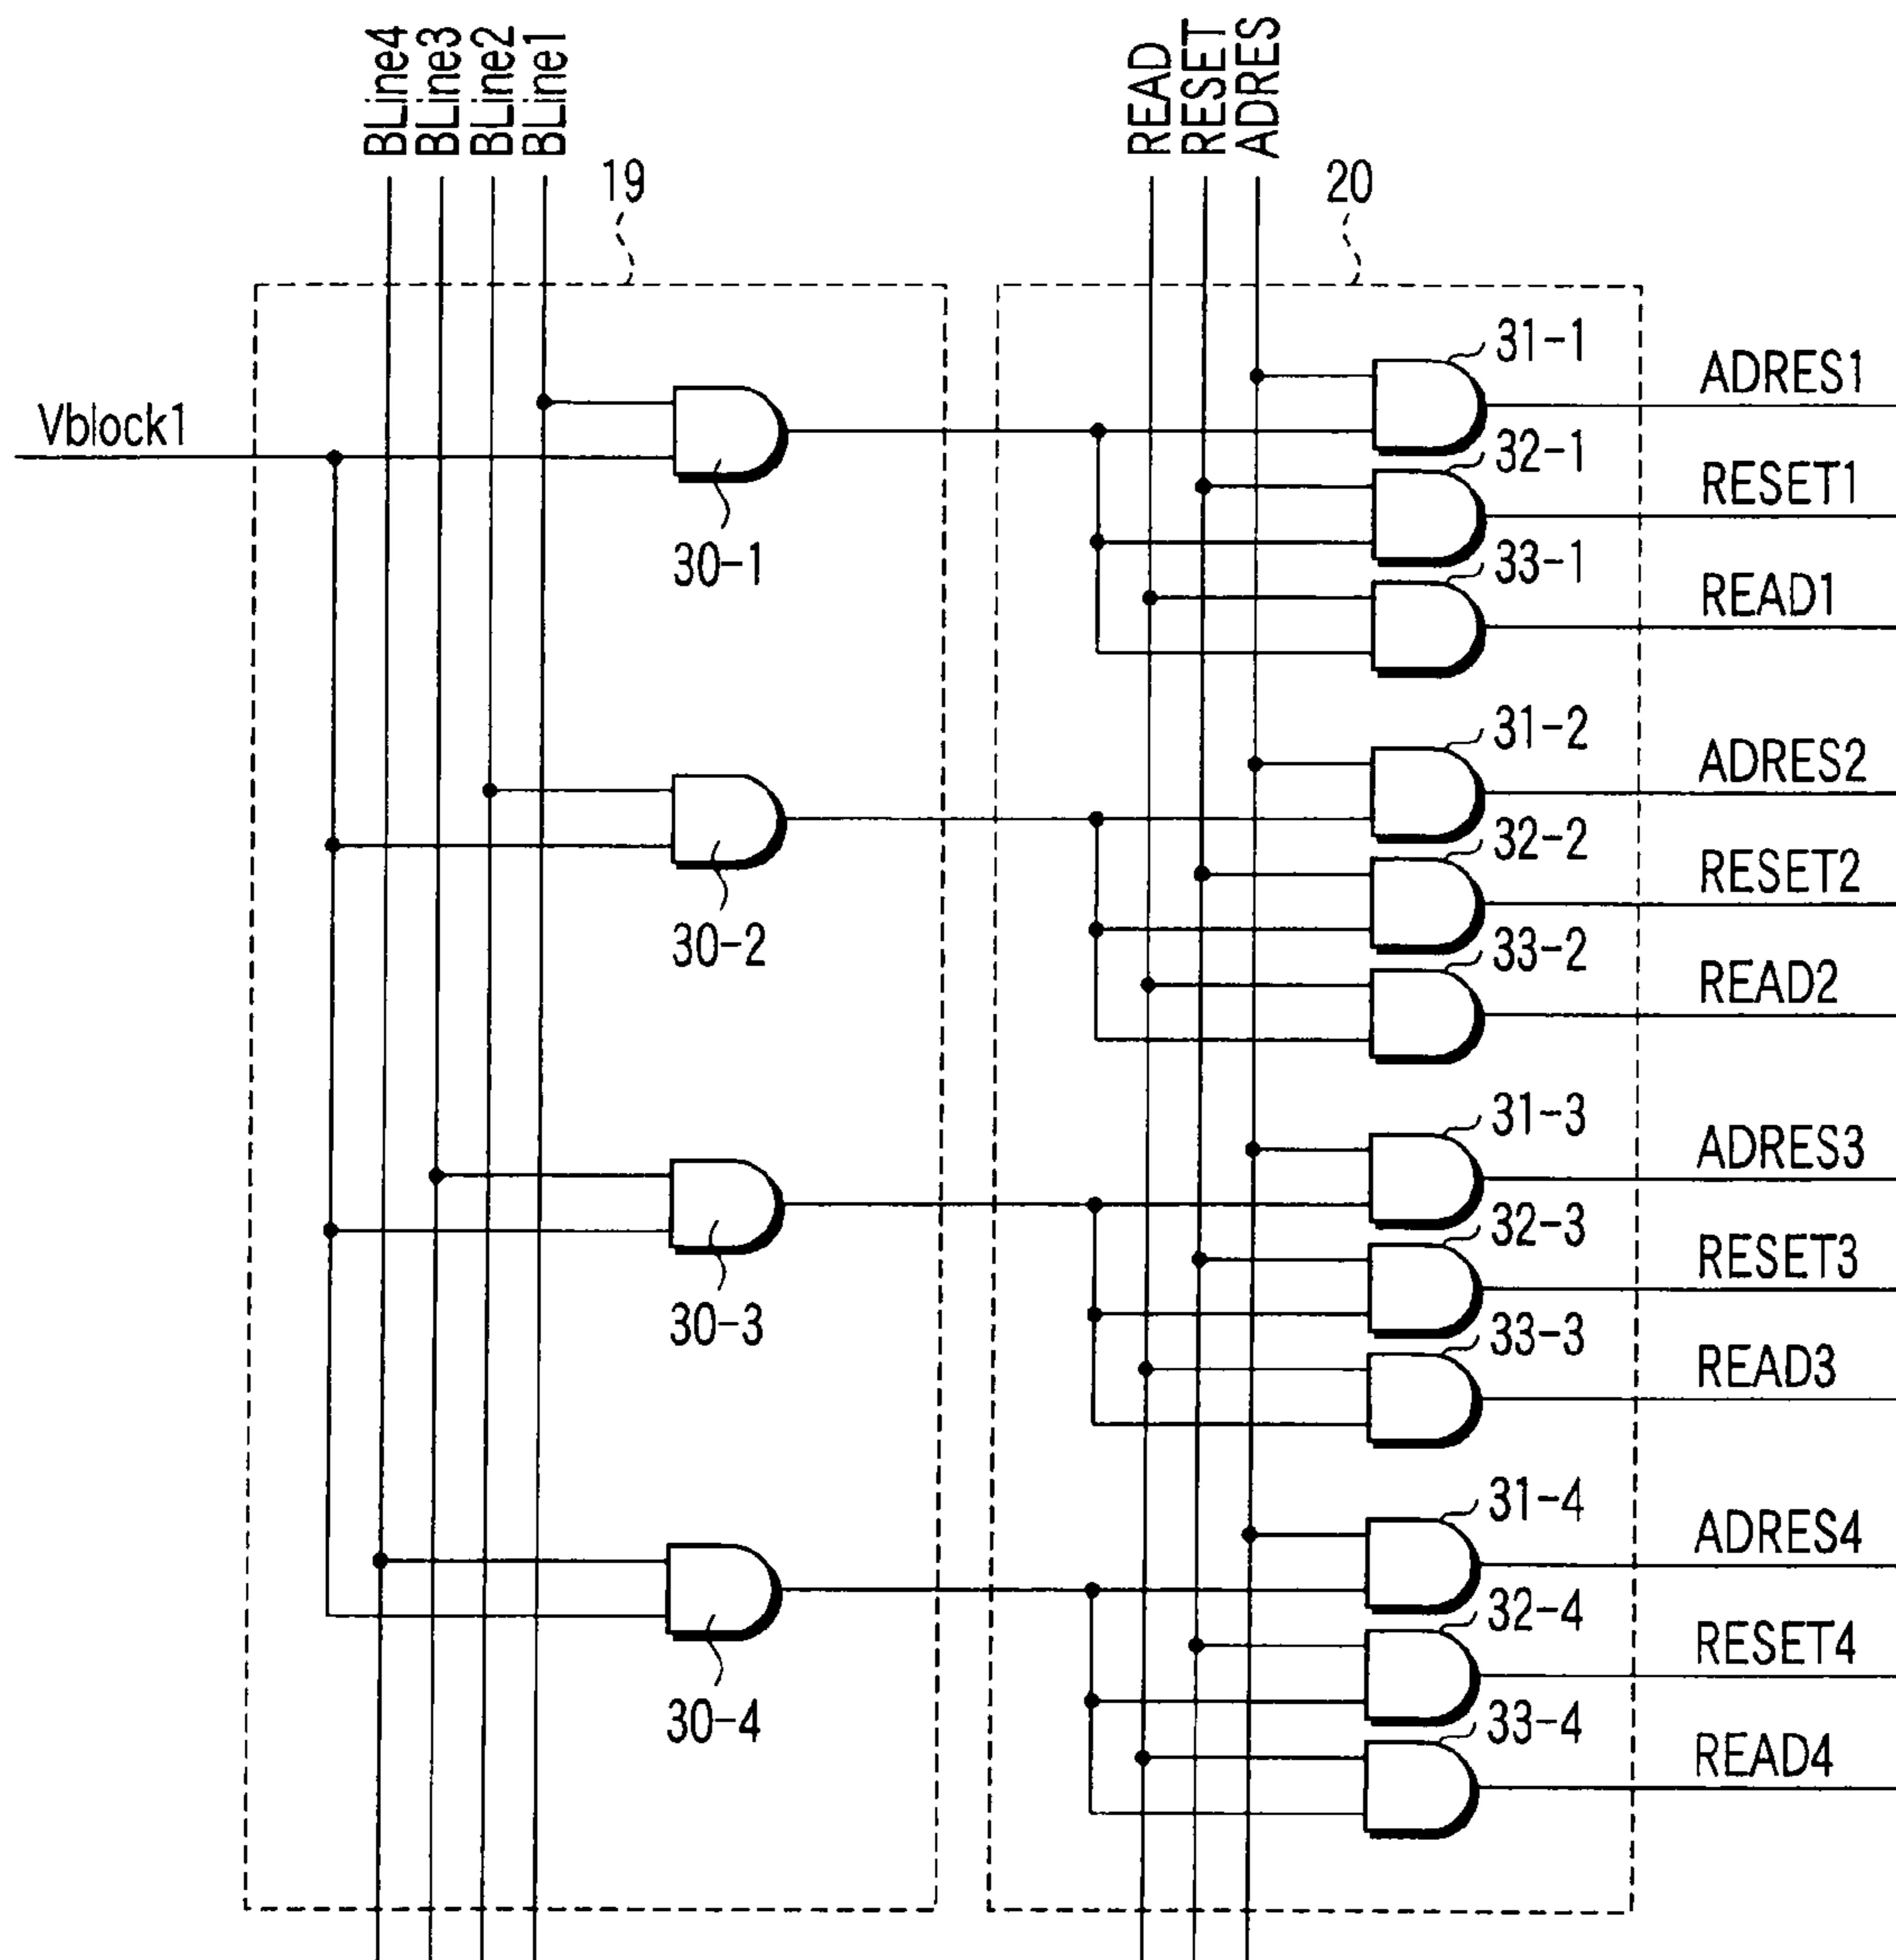 BLine4
BLine3
BLine2
BLine1
READ
RESET
ADRES
19
20
Vblock1
30-1
31-1
ADRES1
32-1
RESET1
33-1
READ1
30-2
31-2
ADRES2
32-2
RESET2
33-2
READ2
30-3
31-3
ADRES3
32-3
RESET3
33-3
READ3
30-4
31-4
ADRES4
32-4
RESET4
33-4
READ4